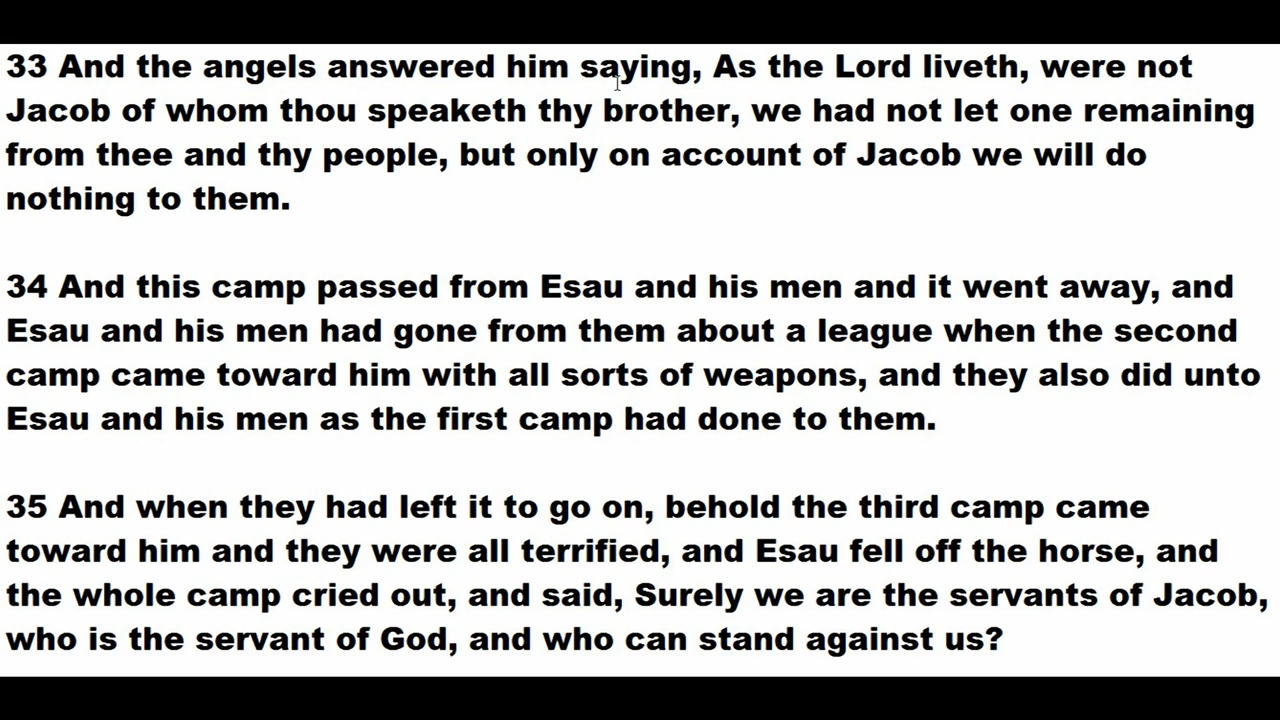 33 And the angels answered him saying, As the Lord liveth, were not
Jacob of whom thou speaketh thy brother, we had not let one remaining
from thee and thy people, but only on account of Jacob we will do
nothing to them.
34 And this camp passed from Esau and his men and it went away, and
Esau and his men had gone from them about a league when the second
camp came toward him with all sorts of weapons, and they also did unto
Esau and his men as the first camp had done to them.
35 And when they had left it to go on, behold the third camp came
toward him and they were all terrified, and Esau fell off the horse, and
the whole camp cried out, and said, Surely we are the servants of Jacob,
who is the servant of God, and who can stand against us?